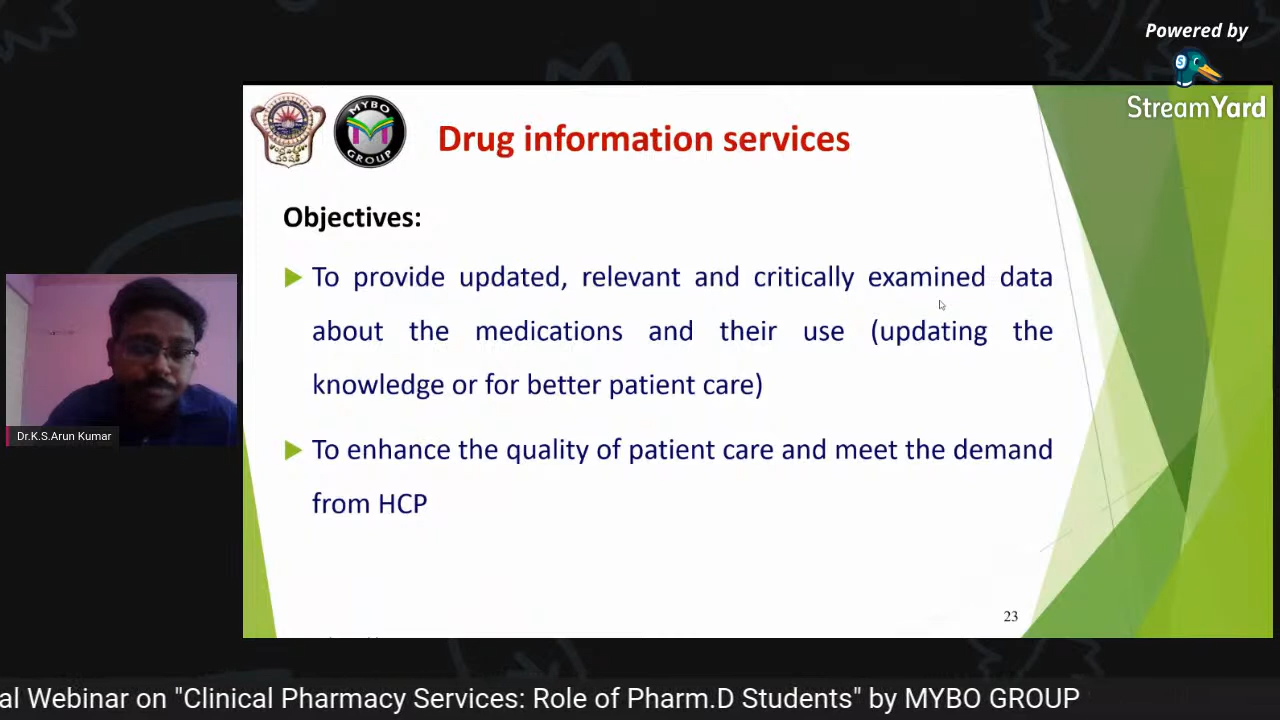 Powered by
StreamYard
MYBO
GROUP
Drug information services
Objectives:
To provide updated, relevant and critically examined data
about the medications and their use (updating the
knowledge or for better patient care)
To enhance the quality of patient care and meet the demand
from HCP
23
Dr.K.S.Arun Kumar
al Webinar on "Clinical Pharmacy Services: Role of Pharm.D Students" by MYBO GROUP